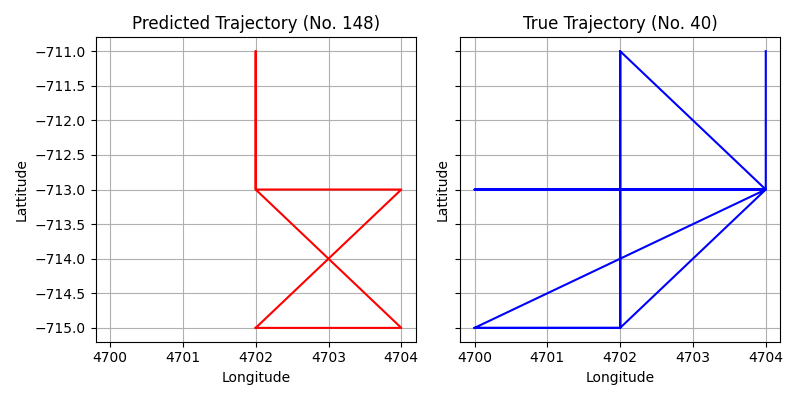 Predicted Trajectory (No. 148)
True Trajectory (No. 40)
−711.0
−711.5
−712.0
−712.5
−713.0
−713.5
−714.0
−714.5
−715.0
Lattitude
Lattitude
4700 4701 4702 4703 4704
4700 4701 4702 4703 4704
Longitude
Longitude